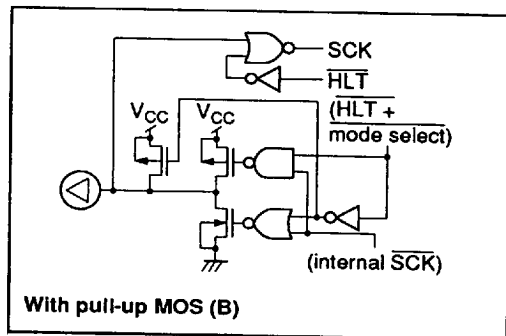 SCK
HLT
VCC VCC (HLT +
mode select)
(internal SCK)
With pull-up MOS (B)